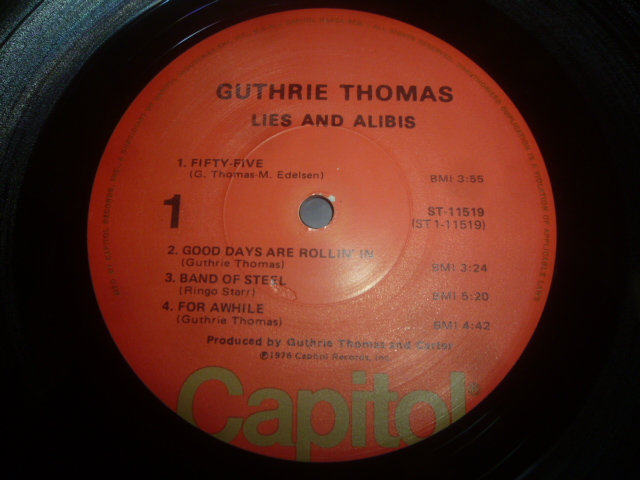 GUTHRIE THOMAS
LIES AND ALIBIS
1. FIFTY-FIVE
(G. Thomas-M. Edelsen)
BMI 3:55
1
ST-11519
(ST 1-11519)
2. GOOD DAYS ARE ROLLIN' IN
(Guthrie Thomas)
BMI 3:24
3. BAND OF STEEL
(Ringo Starr)
BMI 5:20
4. FOR AWHILE
(Guthrie Thomas)
BMI 4:42
Produced by Guthrie Thomas and Carter
℗1976 Capitol Records, Inc.
Capitol®